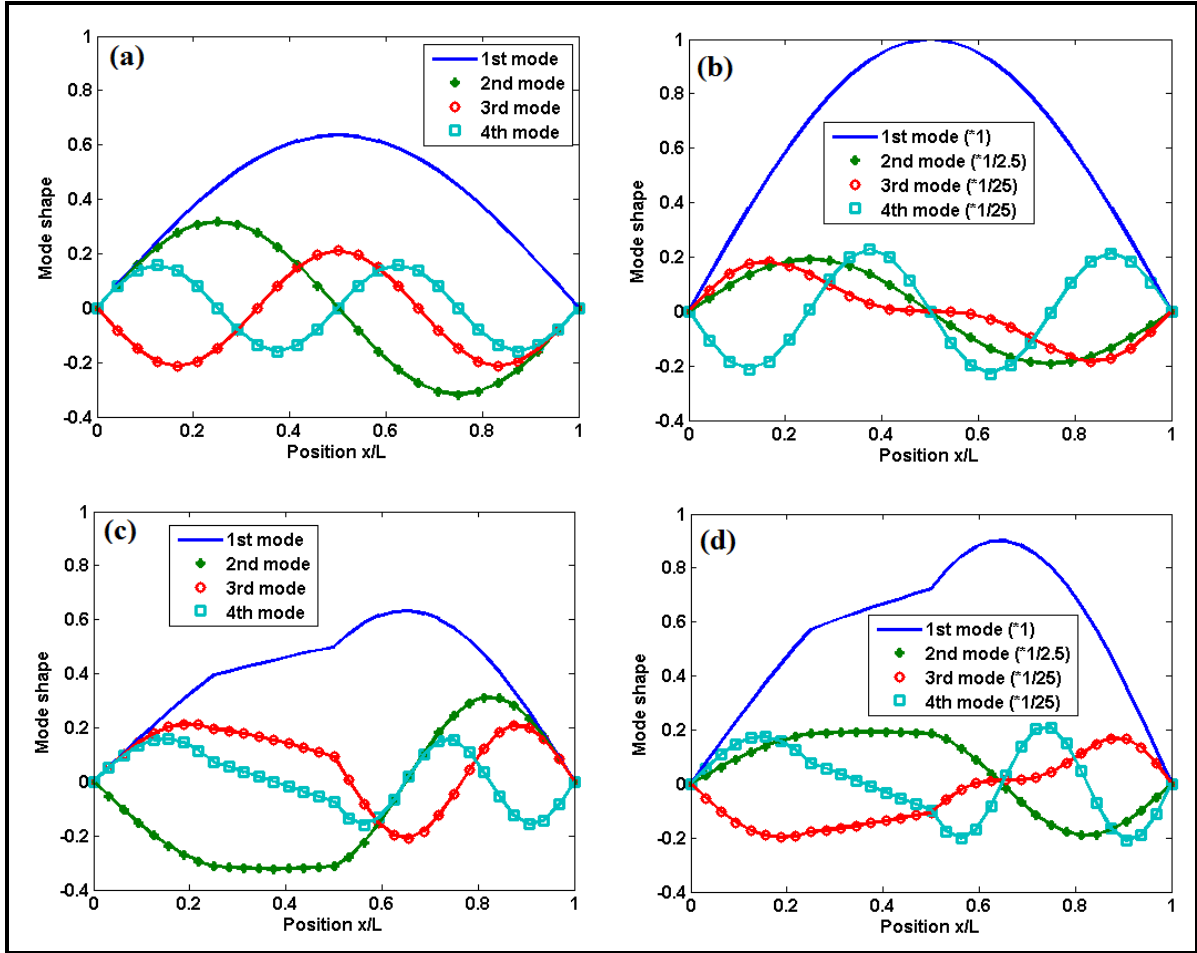 (a)
1st mode
2nd mode
3rd mode
4th mode
Mode shape
1
0.8
0.6
0.4
0.2
0
-0.2
-0.4
0 0.2 0.4 0.6 0.8 1
Position x/L
(b)
1st mode (*1)
2nd mode (*1/2.5)
3rd mode (*1/25)
4th mode (*1/25)
Mode shape
1
0.8
0.6
0.4
0.2
0
-0.2
-0.4
0 0.2 0.4 0.6 0.8 1
Position x/L
(c)
1st mode
2nd mode
3rd mode
4th mode
Mode shape
1
0.8
0.6
0.4
0.2
0
-0.2
-0.4
0 0.2 0.4 0.6 0.8 1
Position x/L
(d)
1st mode (*1)
2nd mode (*1/2.5)
3rd mode (*1/25)
4th mode (*1/25)
Mode shape
1
0.8
0.6
0.4
0.2
0
-0.2
-0.4
0 0.2 0.4 0.6 0.8 1
Position x/L